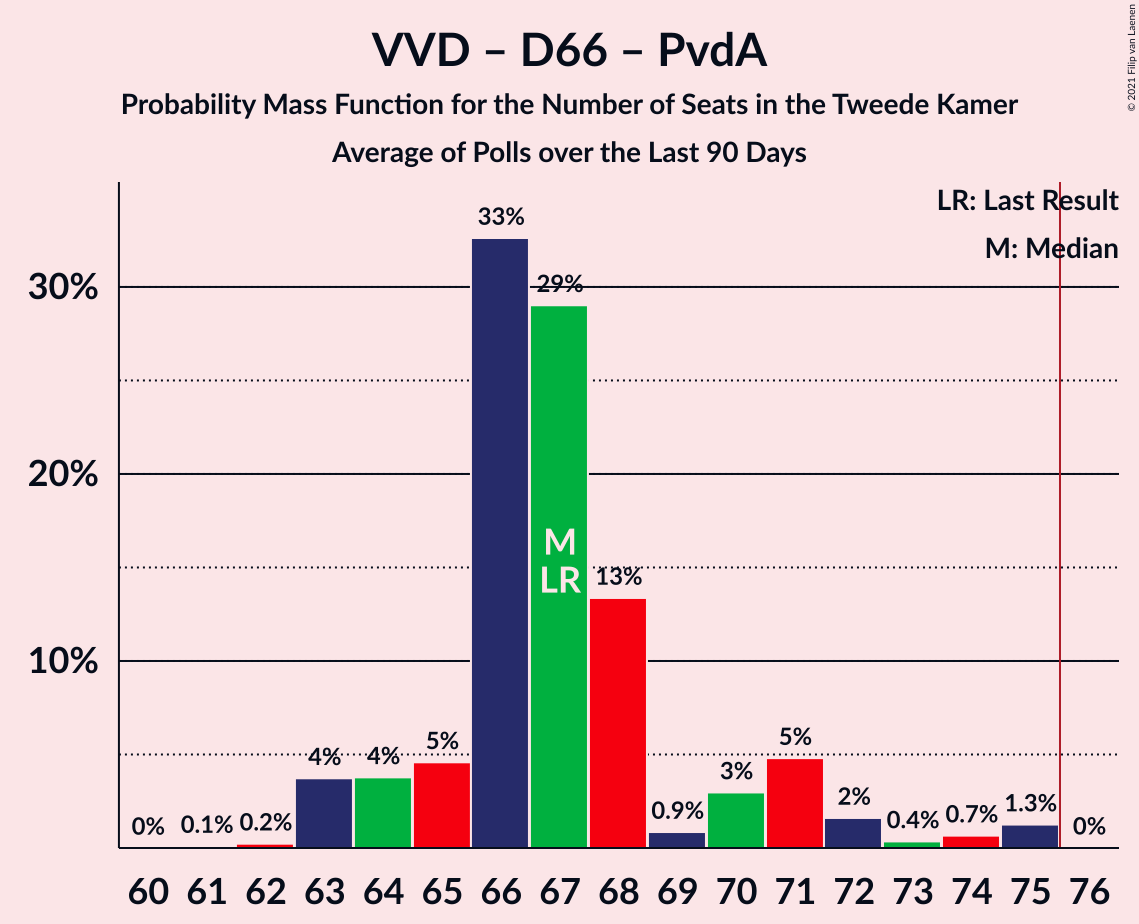 VVD – D66 – PvdA
Probability Mass Function for the Number of Seats in the Tweede Kamer
Average of Polls over the Last 90 Days
© 2021 Filip van Laenen
LR: Last Result
M: Median
30%
20%
10%
0%
0.1%
0.2%
4%
4%
5%
33%
29%
13%
0.9%
3%
5%
2%
0.4%
0.7%
1.3%
0%
M
LR
60 61 62 63 64 65 66 67 68 69 70 71 72 73 74 75 76